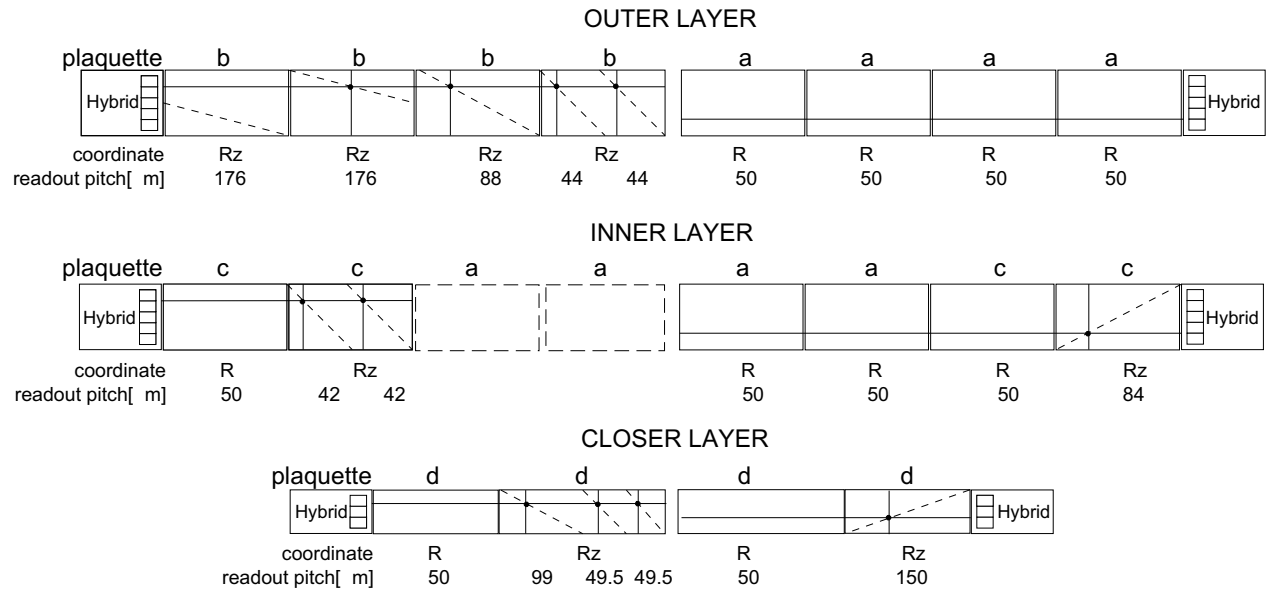 OUTER LAYER
plaquette b b b b a a a a
Hybrid Hybrid
coordinate Rz Rz Rz Rz R R R R
readout pitch[ m] 176 176 88 44 44 50 50 50 50
INNER LAYER
plaquette c c a a a a c c
Hybrid Hybrid
coordinate R Rz R R R Rz
readout pitch[ m] 50 42 42 50 50 50 84
CLOSER LAYER
plaquette d d d d
Hybrid Hybrid
coordinate R Rz R Rz
readout pitch[ m] 50 99 49.5 49.5 50 150